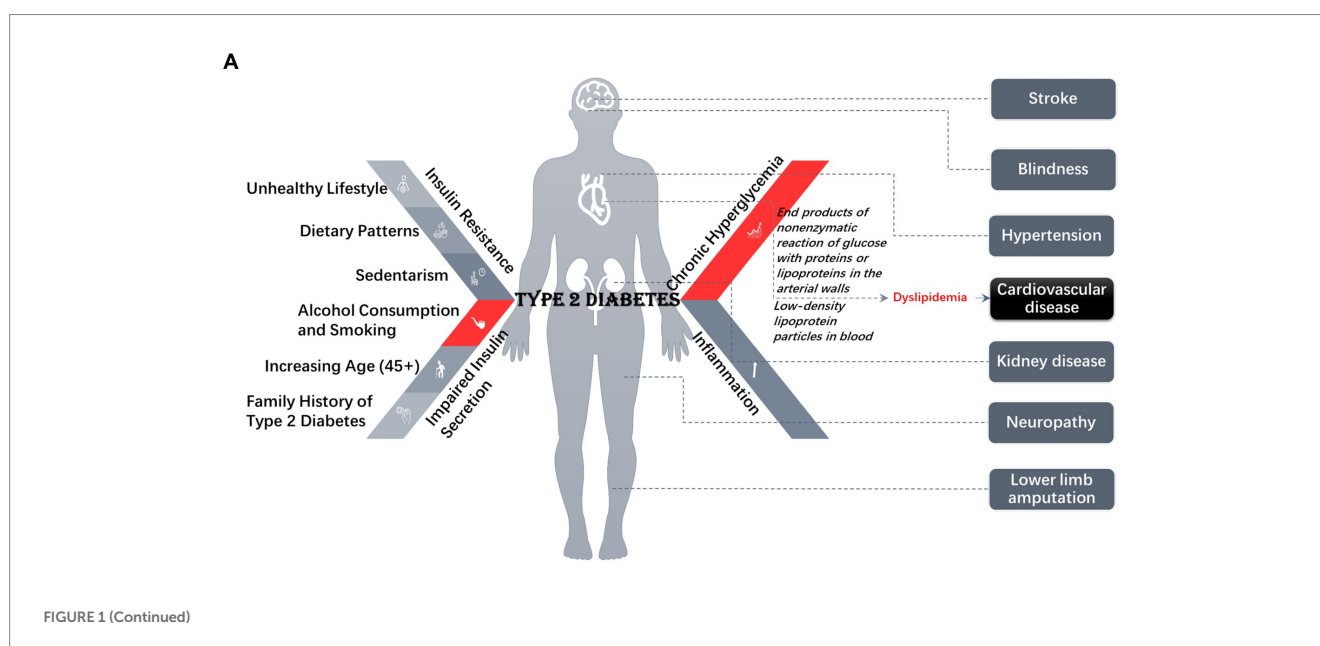 A
Unhealthy Lifestyle
Dietary Patterns
Sedentarism
Alcohol Consumption
and Smoking
Increasing Age (45+)
Family History of
Type 2 Diabetes
Insulin Resistance
Impaired Insulin
Secretion
TYPE 2 DIABETES
Chronic Hyperglycemia
Inflammation
End products of
nonenzymatic
reaction of glucose
with proteins or
lipoproteins in the
arterial walls
Low-density
lipoprotein
particles in blood
Dyslipidemia
Stroke
Blindness
Hypertension
Cardiovascular
disease
Kidney disease
Neuropathy
Lower limb
amputation
FIGURE 1 (Continued)